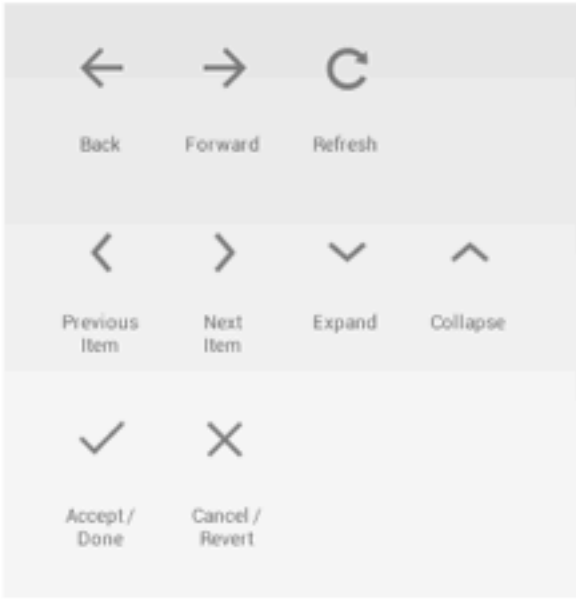 Back Forward Refresh
Previous Item Next Item Expand Collapse
Accept / Done Cancel / Revert